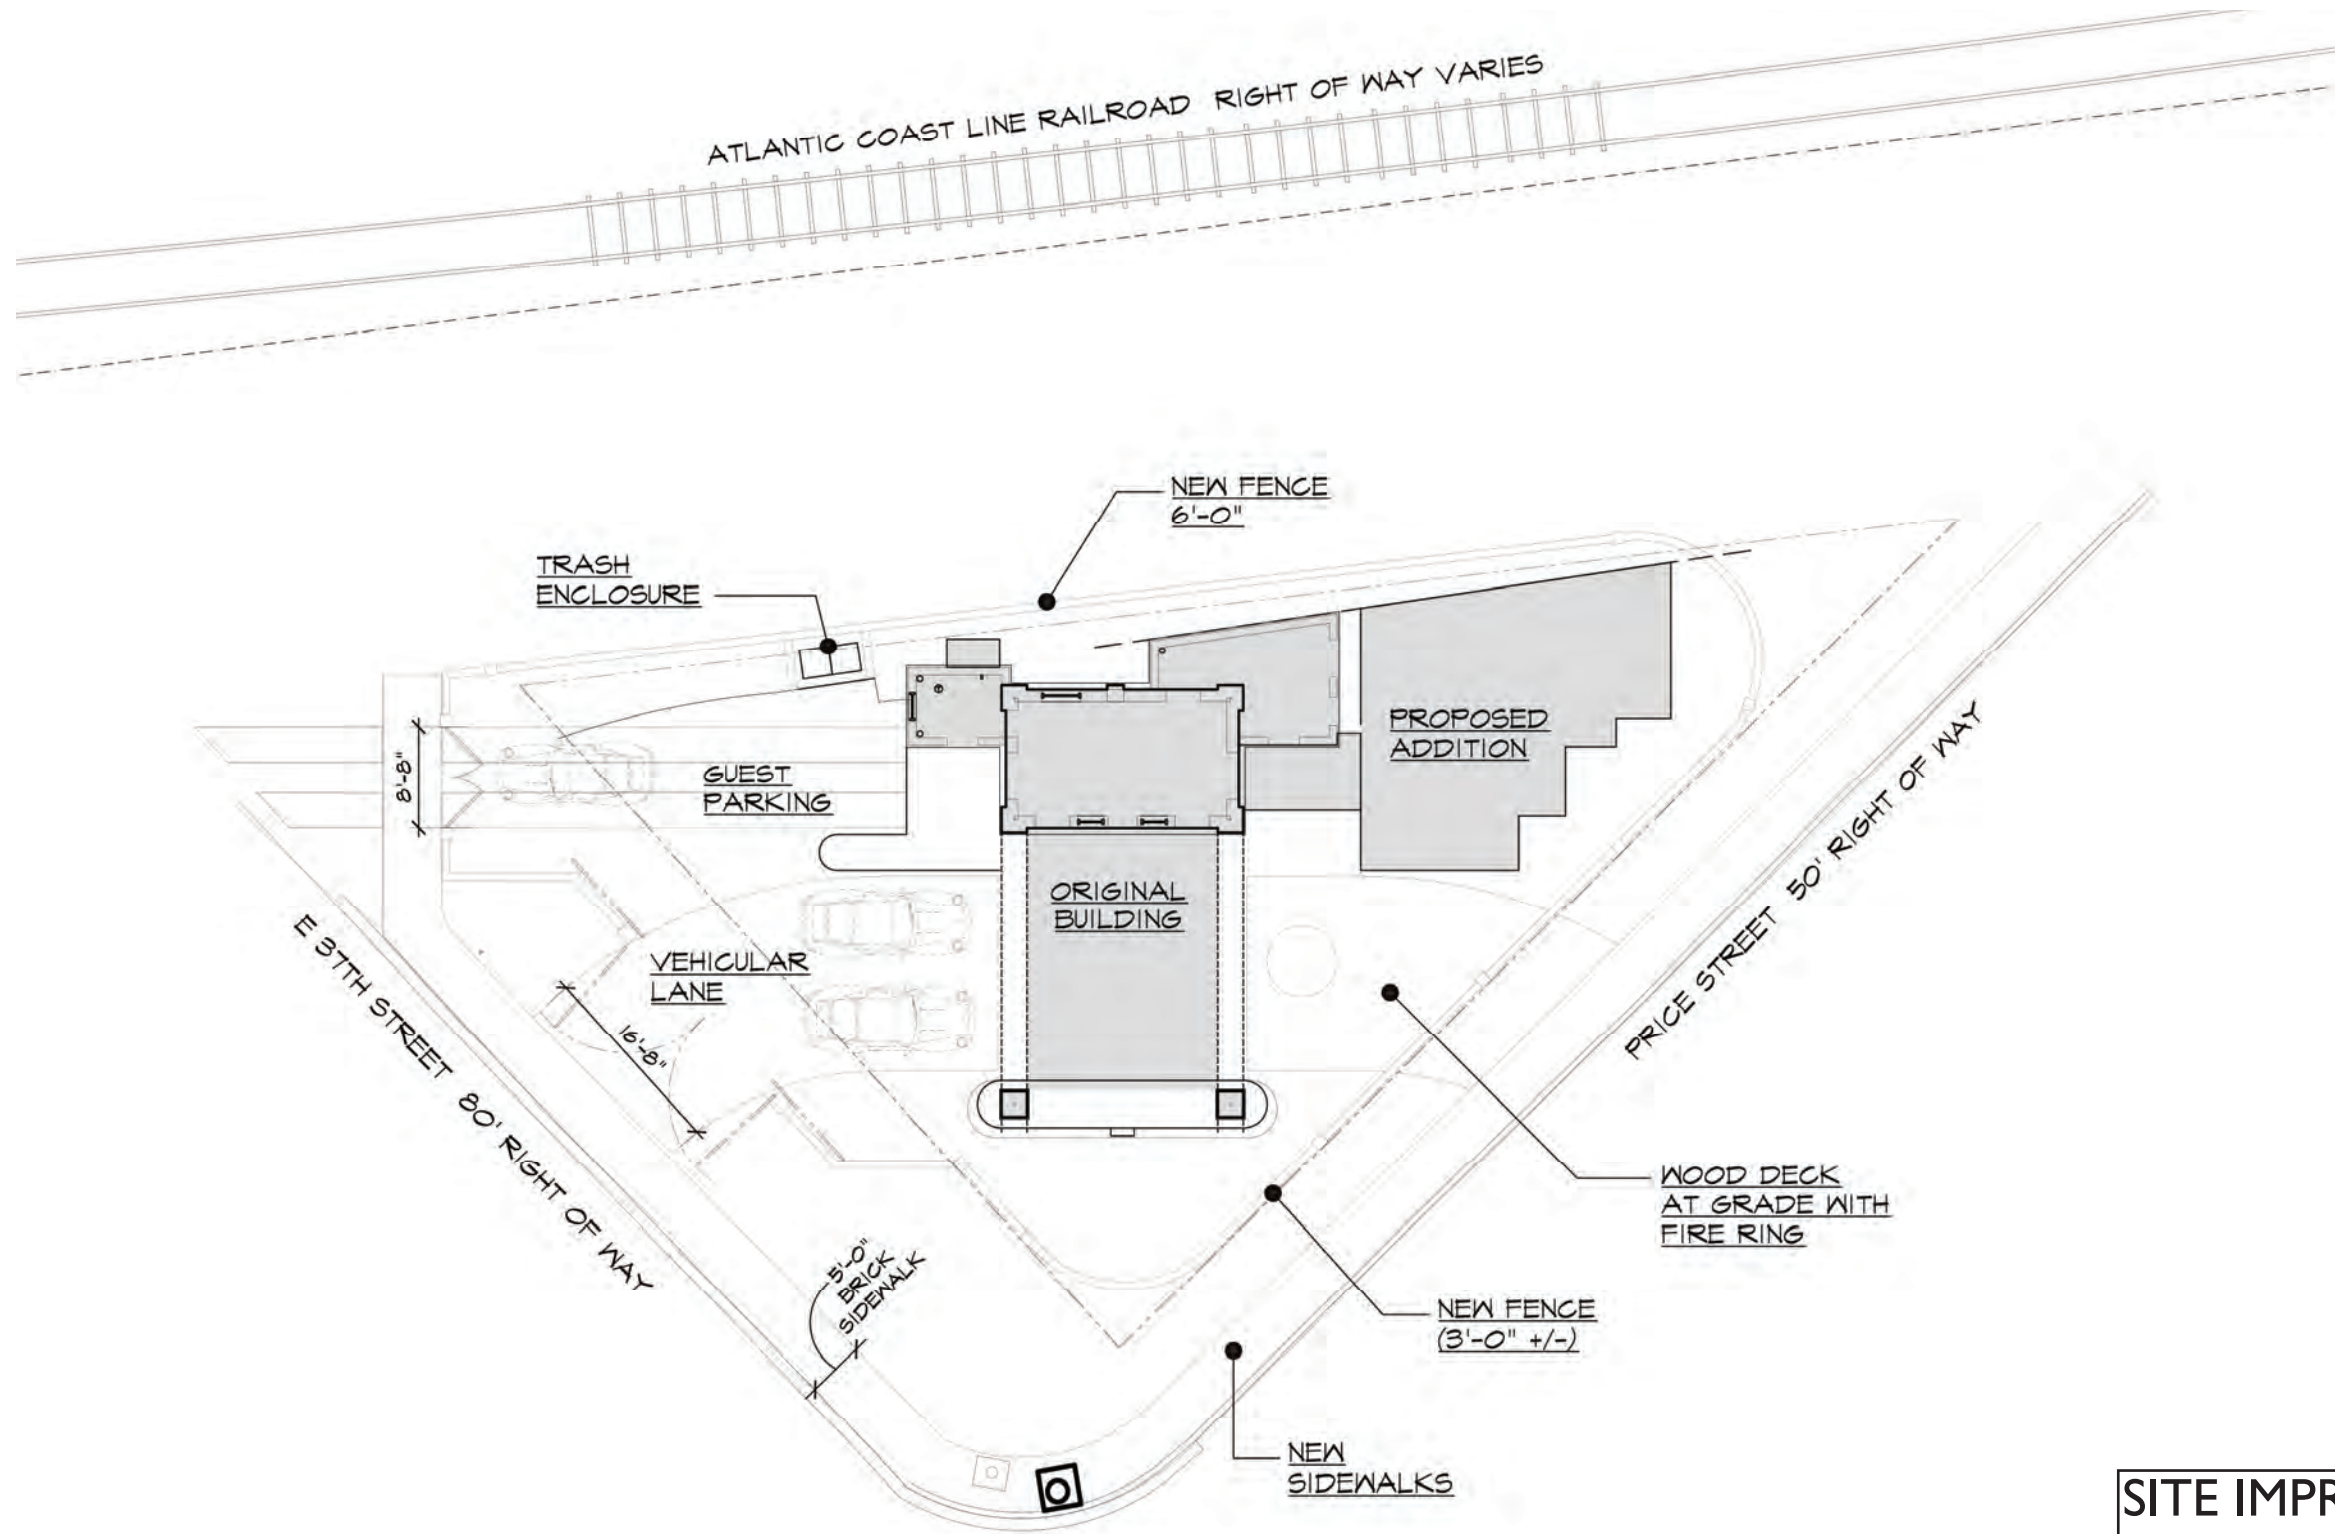 ATLANTIC COAST LINE RAILROAD RIGHT OF WAY VARIES
NEW FENCE
6'-0"
TRASH
ENCLOSURE
PROPOSED
ADDITION
8'-8"
GUEST
PARKING
ORIGINAL
BUILDING
VEHICULAR
LANE
16'-8"
E 37TH STREET 80' RIGHT OF WAY
PRICE STREET 50' RIGHT OF WAY
WOOD DECK
AT GRADE WITH
FIRE RING
5'-0"
BRICK
SIDEWALK
NEW FENCE
(3'-0" +/-)
NEW
SIDEWALKS
SITE IMPR